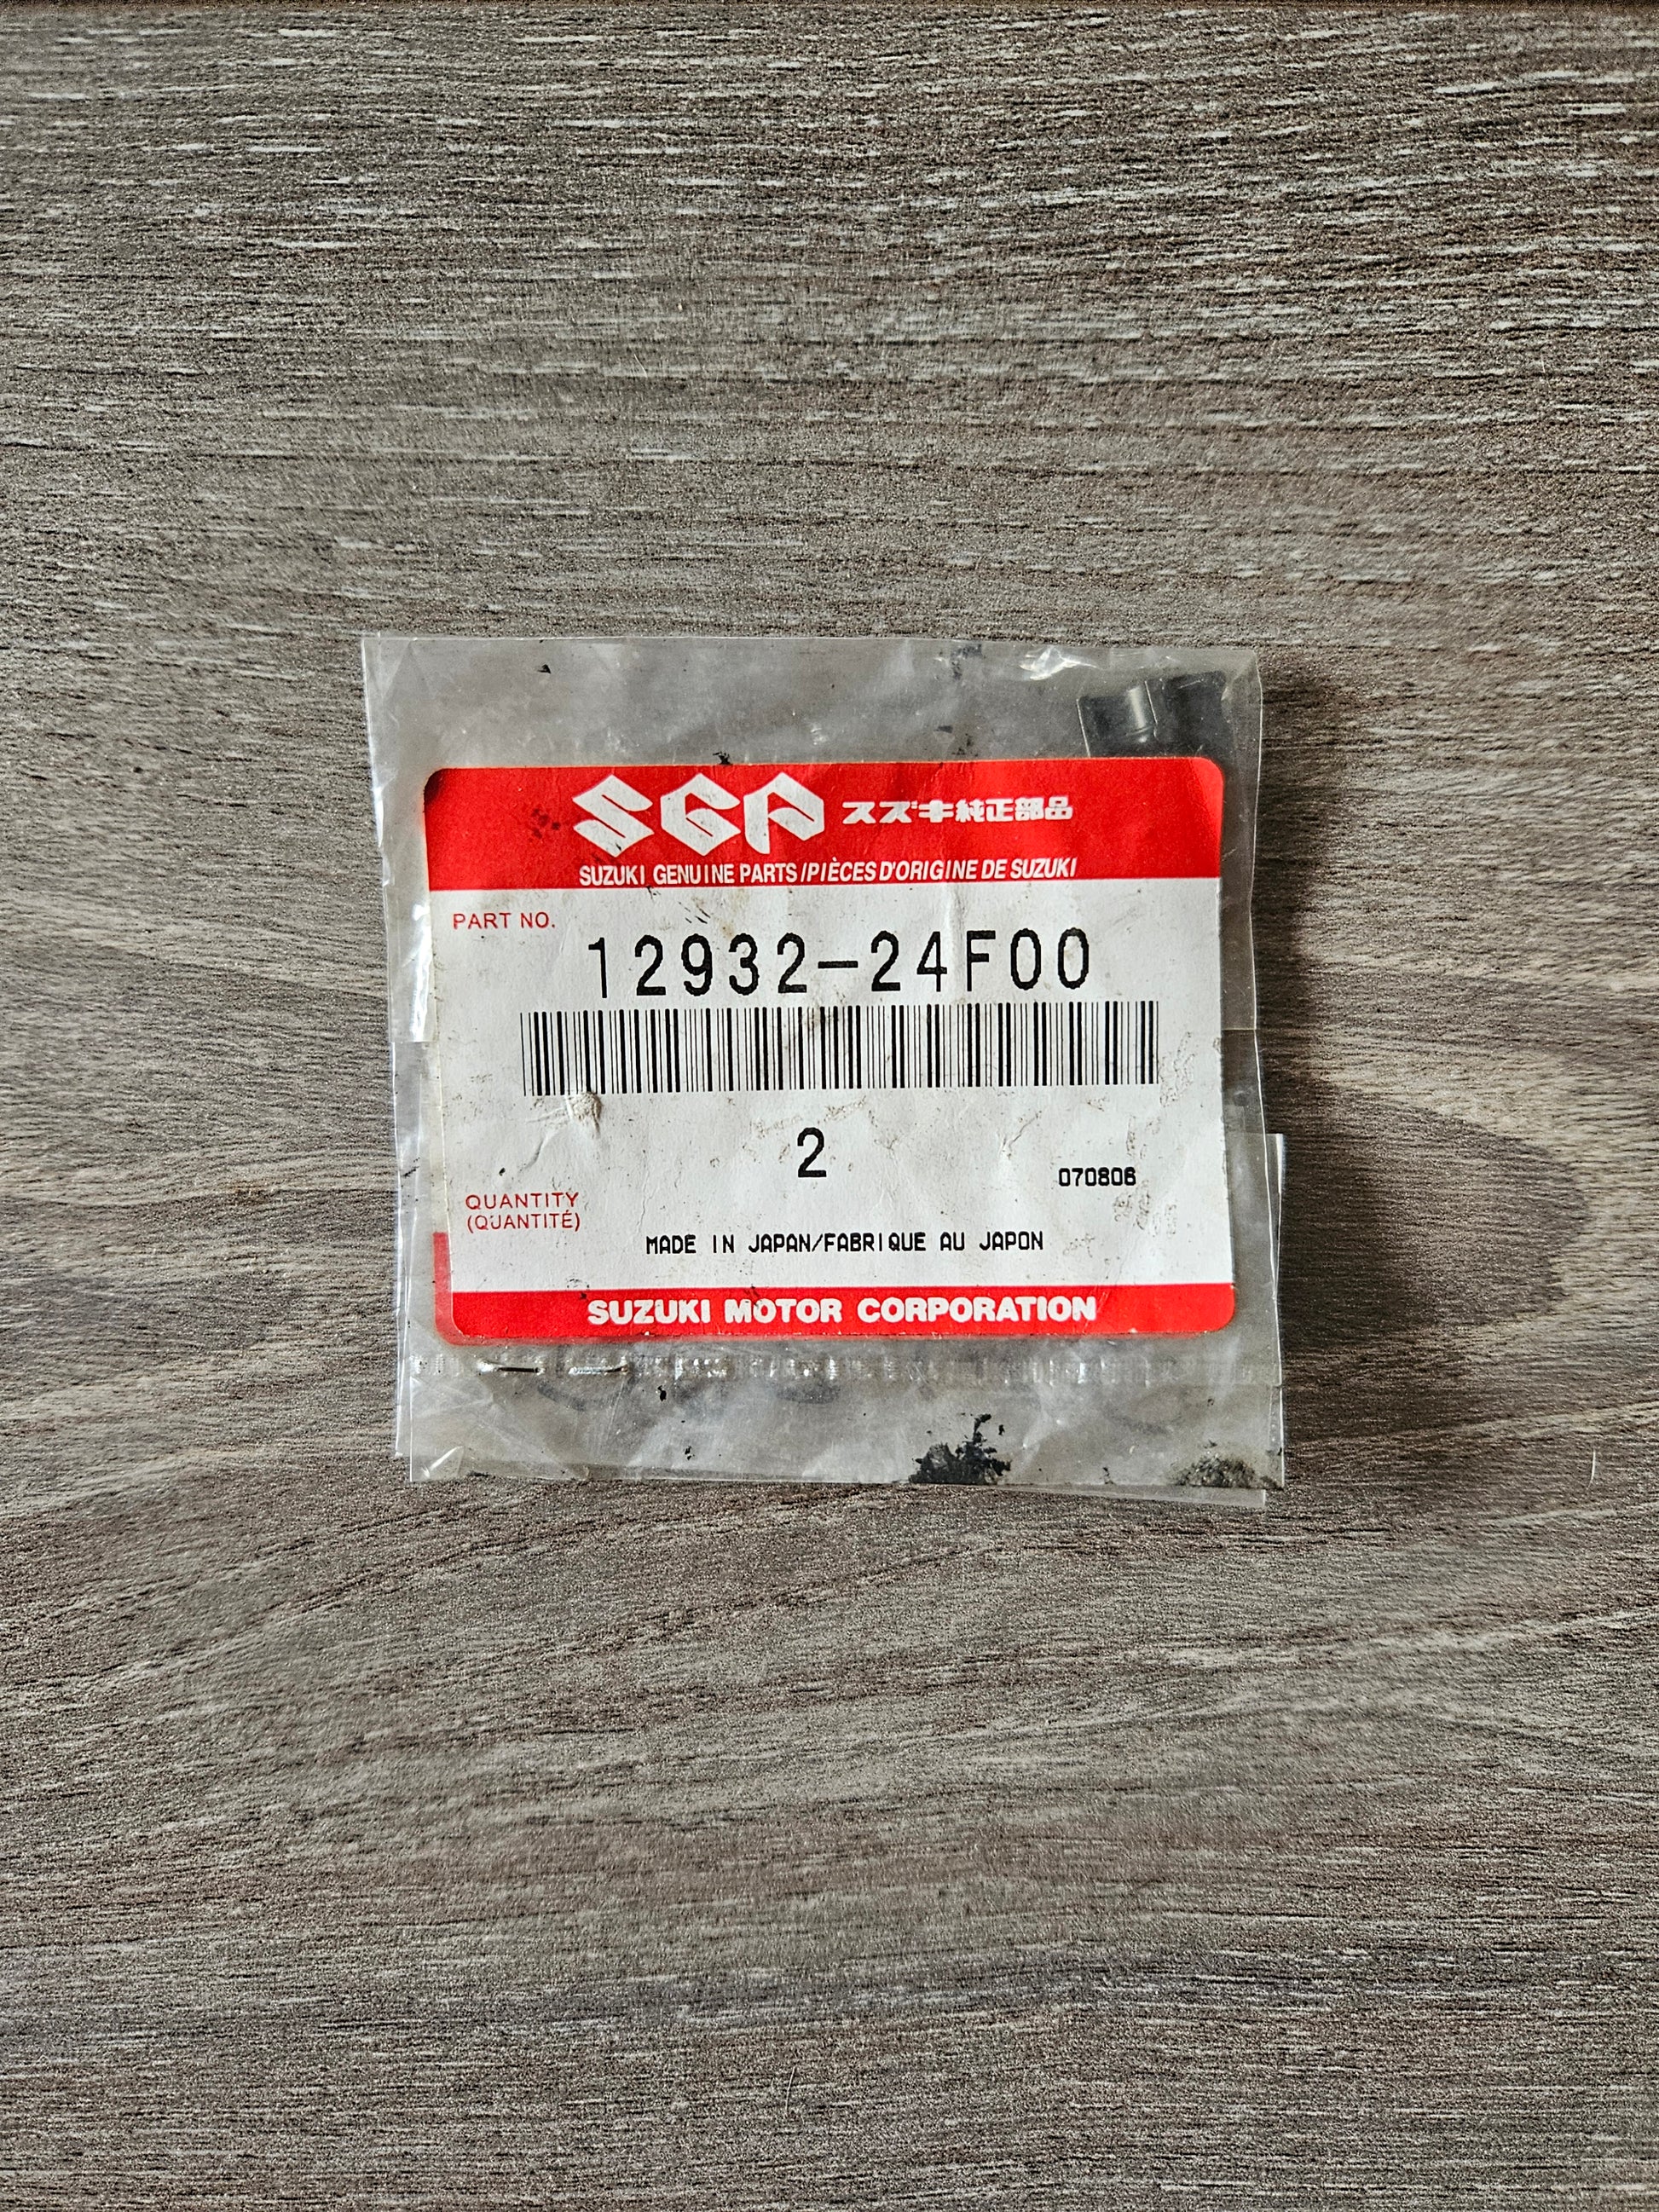 SGP スズキ純正部品
SUZUKI GENUINE PARTS/PIÈCES D'ORIGINE DE SUZUKI
PART NO.
12932-24F00
2
070806
QUANTITY
(QUANTITÉ)
MADE IN JAPAN/FABRIQUE AU JAPON
SUZUKI MOTOR CORPORATION